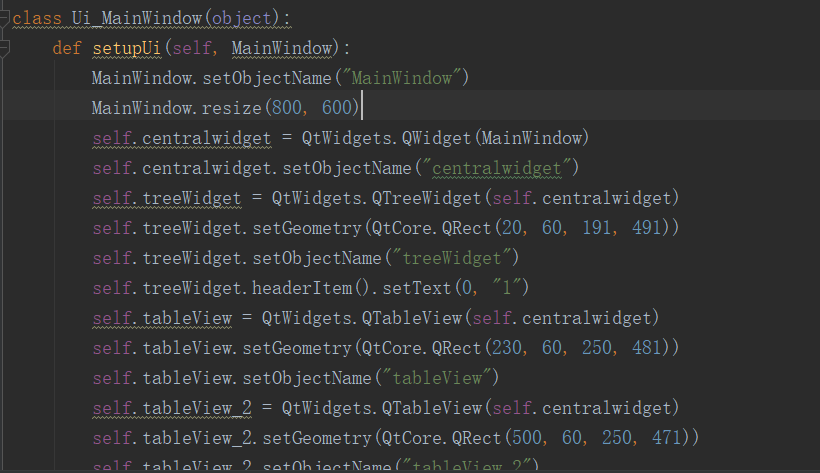 class Ui_MainWindow(object):
    def setupUi(self, MainWindow):
        MainWindow.setObjectName("MainWindow")
        MainWindow.resize(800, 600)
        self.centralwidget = QtWidgets.QWidget(MainWindow)
        self.centralwidget.setObjectName("centralwidget")
        self.treeWidget = QtWidgets.QTreeWidget(self.centralwidget)
        self.treeWidget.setGeometry(QtCore.QRect(20, 60, 191, 491))
        self.treeWidget.setObjectName("treeWidget")
        self.treeWidget.headerItem().setText(0, "1")
        self.tableView = QtWidgets.QTableView(self.centralwidget)
        self.tableView.setGeometry(QtCore.QRect(230, 60, 250, 481))
        self.tableView.setObjectName("tableView")
        self.tableView_2 = QtWidgets.QTableView(self.centralwidget)
        self.tableView_2.setGeometry(QtCore.QRect(500, 60, 250, 471))
        self.tableView_2.setObjectName("tableView_2")